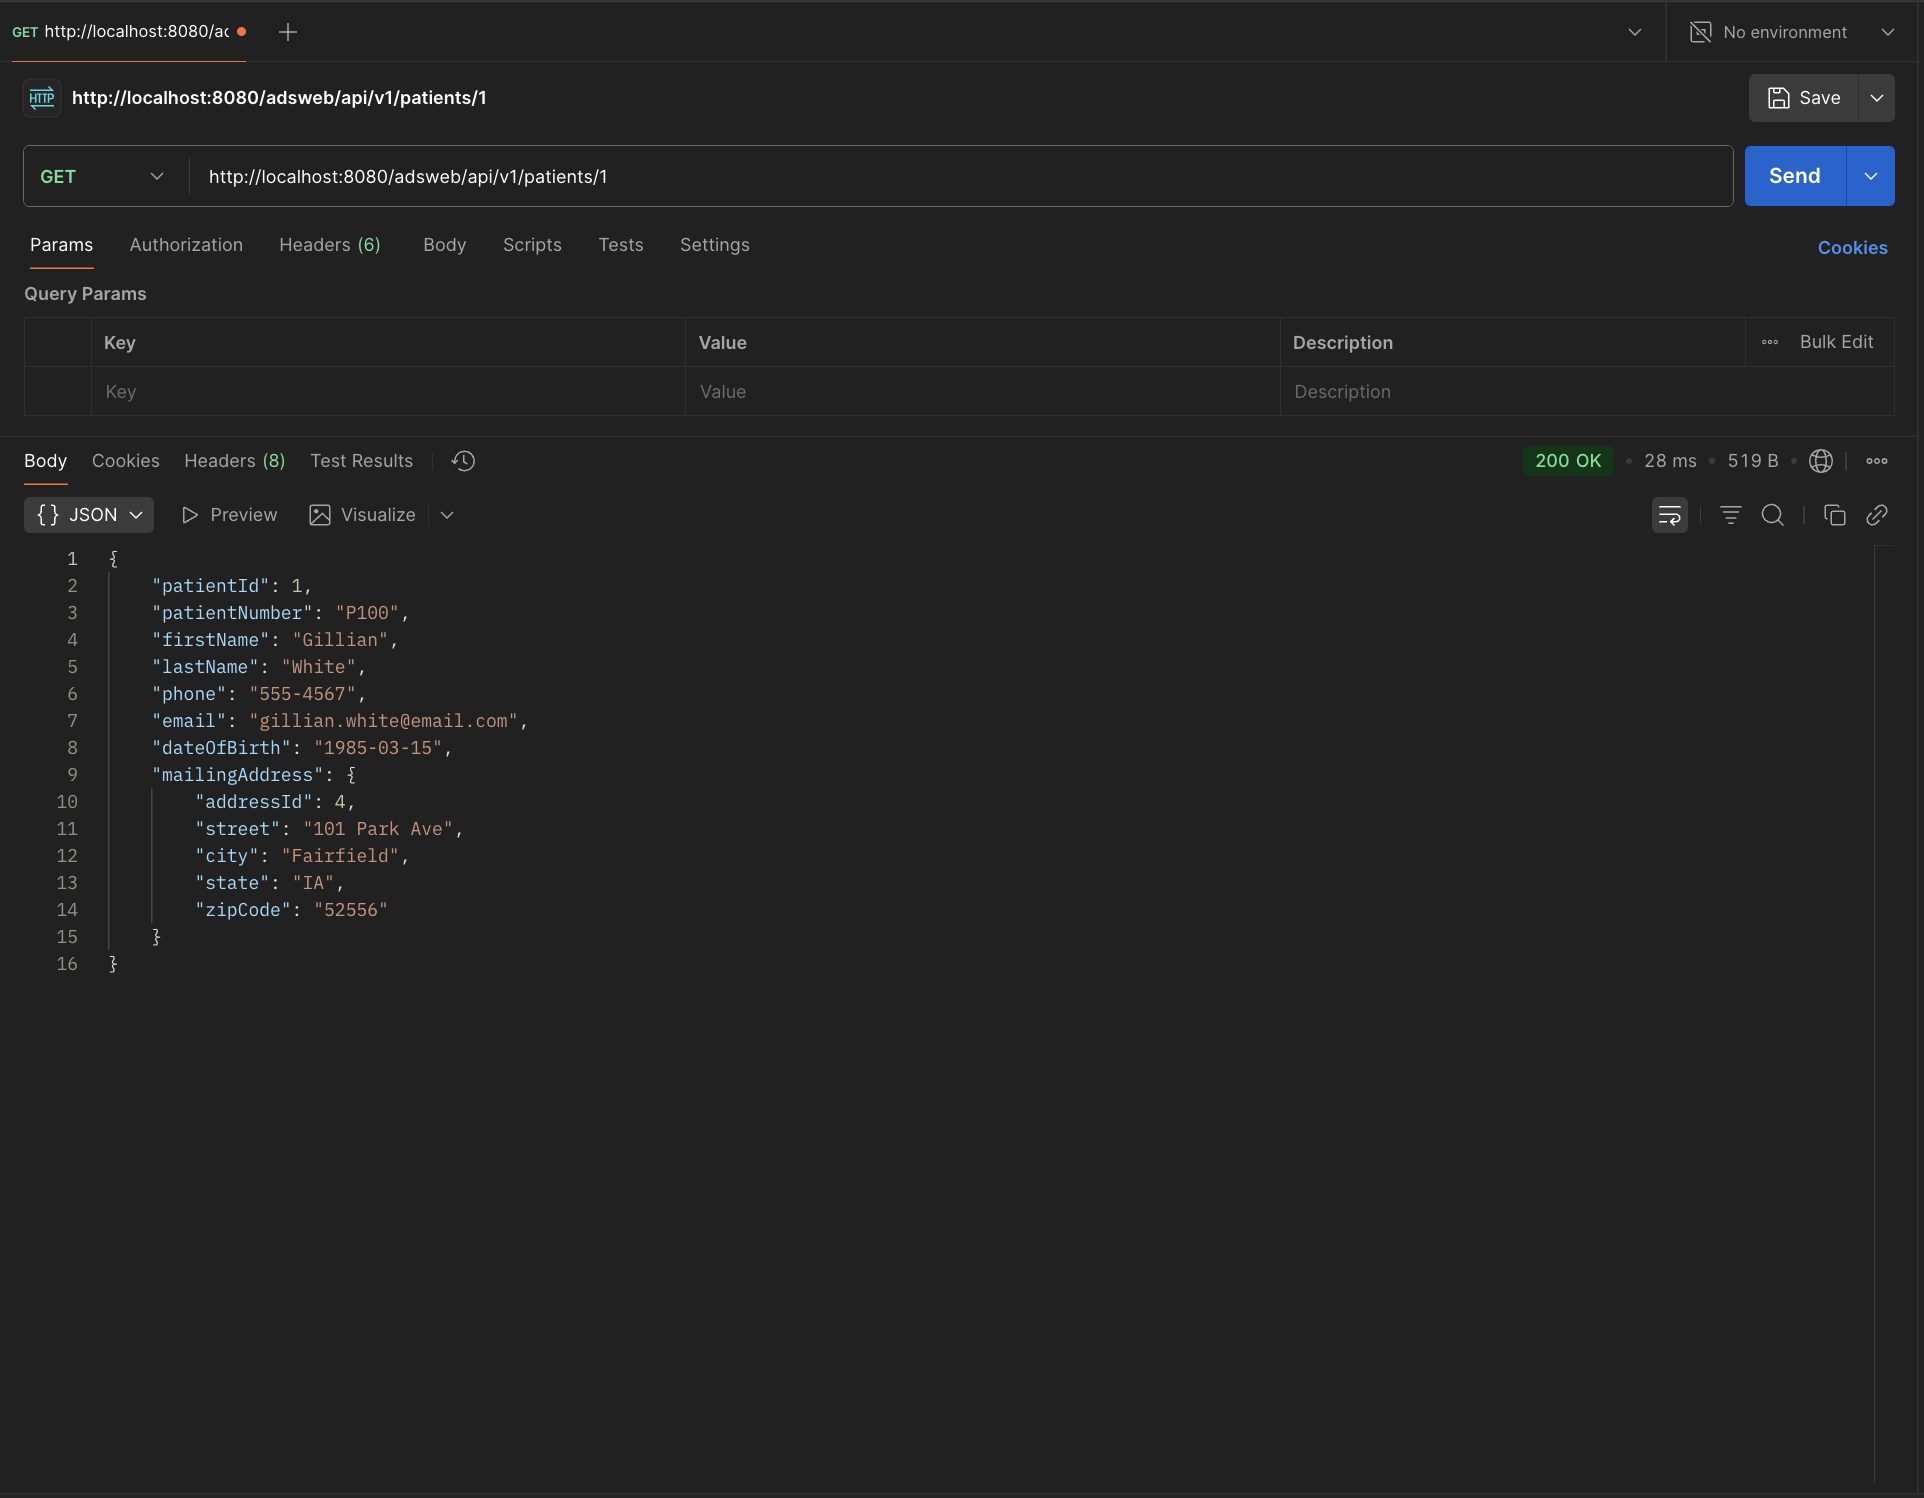 GET http://localhost:8080/ad
No environment
HTTP http://localhost:8080/adsweb/api/v1/patients/1
Save
GET http://localhost:8080/adsweb/api/v1/patients/1
Send
Params Authorization Headers (6) Body Scripts Tests Settings
Cookies
Query Params
Key Value Description Bulk Edit
Key Value Description
Body Cookies Headers (8) Test Results
200 OK • 28 ms • 519 B
{} JSON Preview Visualize
1 {
2 "patientId": 1,
3 "patientNumber": "P100",
4 "firstName": "Gillian",
5 "lastName": "White",
6 "phone": "555-4567",
7 "email": "gillian.white@email.com",
8 "dateOfBirth": "1985-03-15",
9 "mailingAddress": {
10 "addressId": 4,
11 "street": "101 Park Ave",
12 "city": "Fairfield",
13 "state": "IA",
14 "zipCode": "52556"
15 }
16 }